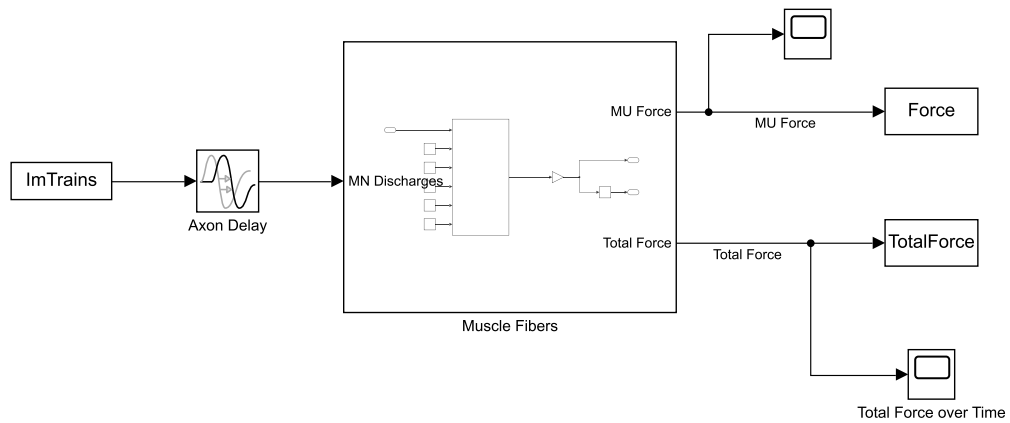 MU Force
Force
MU Force
ImTrains
MN Discharges
Axon Delay
Total Force
TotalForce
Total Force
Muscle Fibers
Total Force over Time